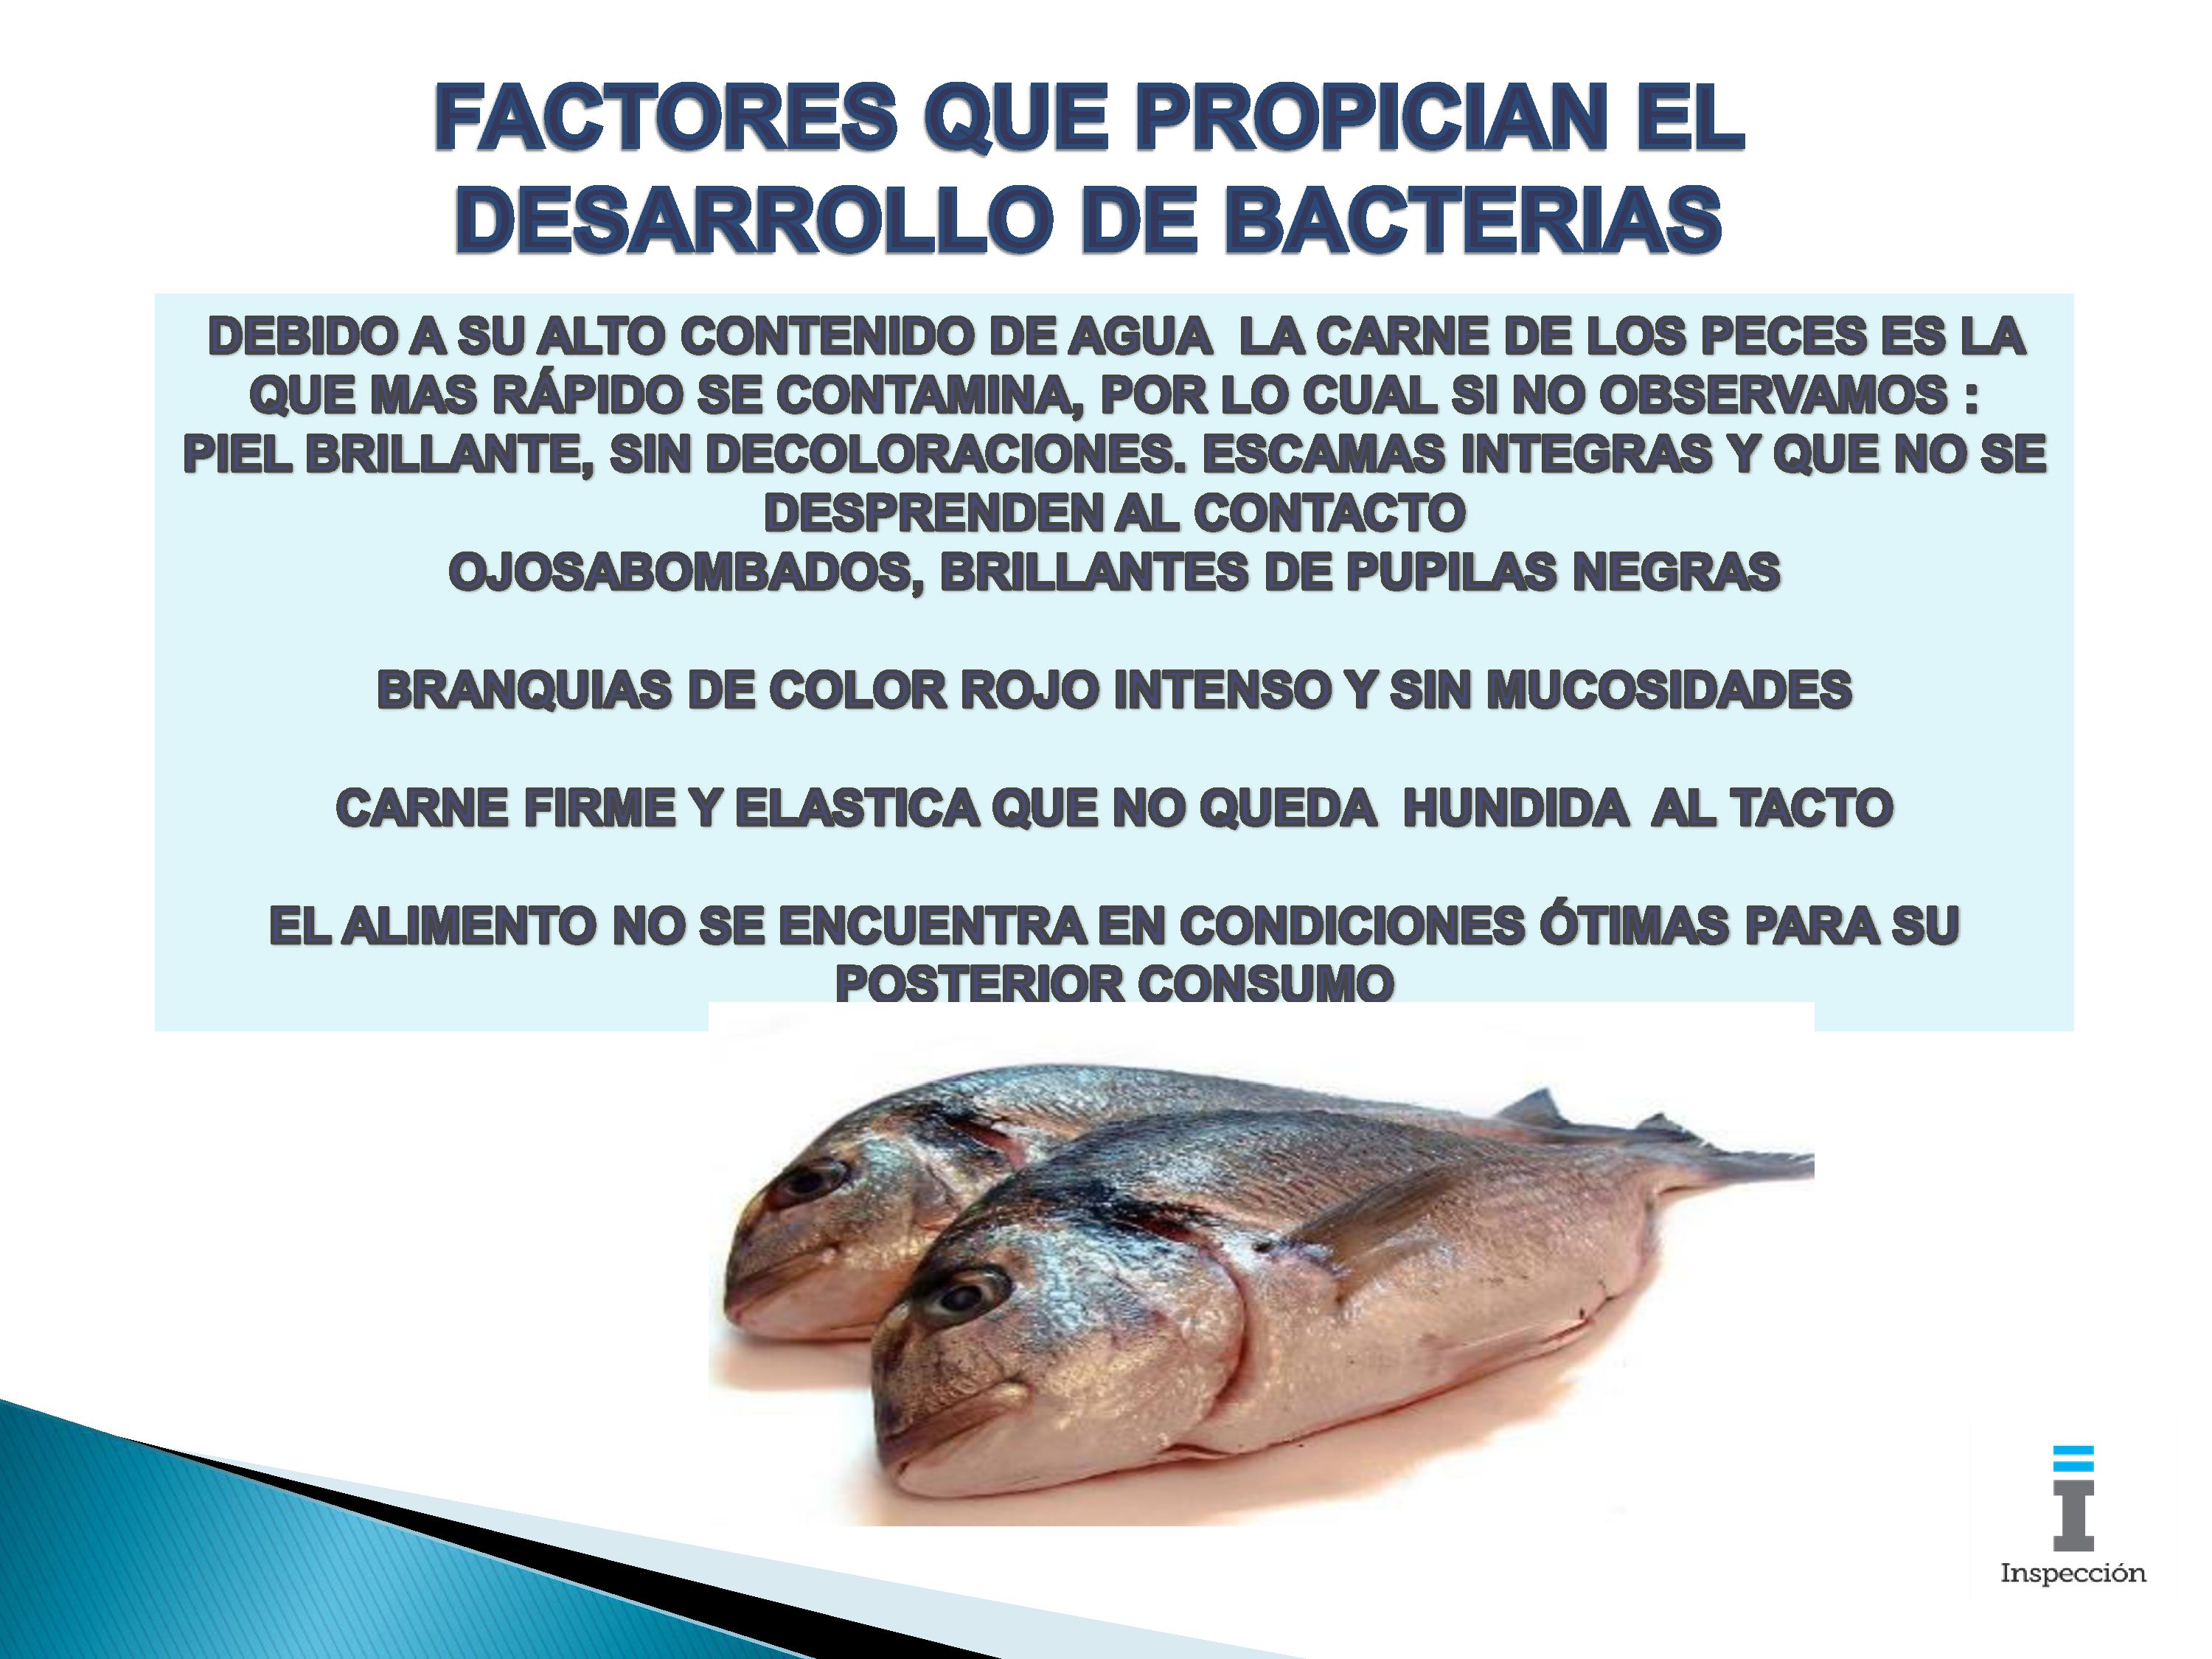 FACTORES QUE PROPICIAN EL
DESARROLLO DE BACTERIAS
DEBIDO A SU ALTO CONTENIDO DE AGUA LA CARNE DE LOS PECES ES LA
QUE MAS RÁPIDO SE CONTAMINA, POR LO CUAL SI NO OBSERVAMOS :
PIEL BRILLANTE, SIN DECOLORACIONES. ESCAMAS INTEGRAS Y QUE NO SE
DESPRENDEN AL CONTACTO
OJOSABOMBADOS, BRILLANTES DE PUPILAS NEGRAS
BRANQUIAS DE COLOR ROJO INTENSO Y SIN MUCOSIDADES
CARNE FIRME Y ELASTICA QUE NO QUEDA HUNDIDA AL TACTO
EL ALIMENTO NO SE ENCUENTRA EN CONDICIONES ÓTIMAS PARA SU
POSTERIOR CONSUMO
Inspección